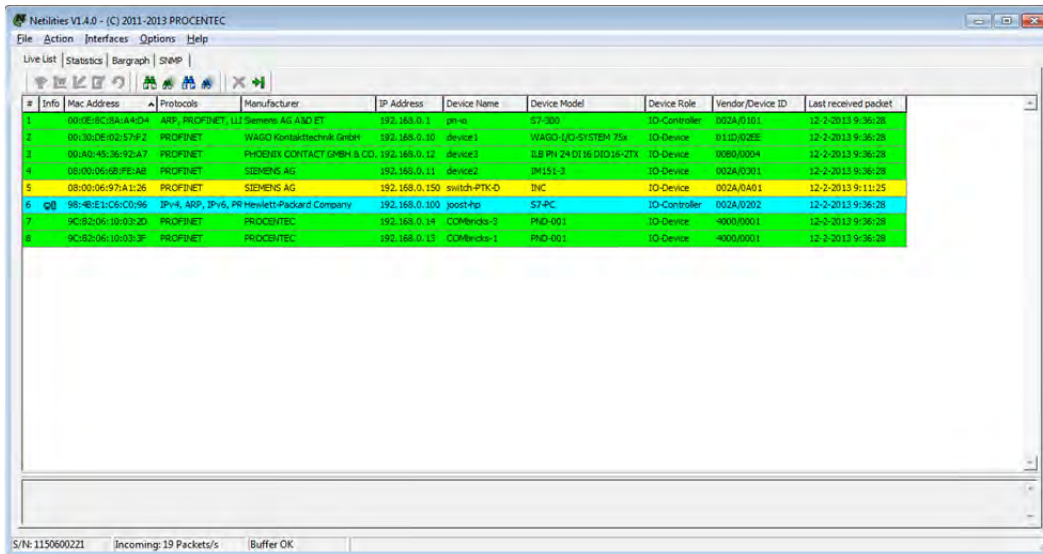 Netilities V1.4.0 - (C) 2011-2013 PROCENTEC
File Action Interfaces Options Help
Live List Statistics Bargraph SNMP
# Info Mac Address Protocols Manufacturer IP Address Device Name Device Model Device Role Vendor/Device ID Last received packet
1 00:0E:8C:8A:A4:D4 ARP, PROFINET, LLI Siemens AG A&D ET 192.168.0.1 pn-io S7-300 IO-Controller 002A/0101 12-2-2013 9:36:28
2 00:30:DE:02:57:F2 PROFINET WAGO Kontakttechnik GmbH 192.168.0.10 device1 WAGO-I/O-SYSTEM 75x IO-Device 011D/02EE 12-2-2013 9:36:28
3 00:A0:45:36:92:A7 PROFINET PHOENIX CONTACT GMBH & CO. 192.168.0.12 device3 ILB PN 24 DI16 DIO16-2TX IO-Device 00B0/0004 12-2-2013 9:36:28
4 08:00:06:6B:FE:AB PROFINET SIEMENS AG 192.168.0.11 device2 IM151-3 IO-Device 002A/0301 12-2-2013 9:36:28
5 08:00:06:97:A1:26 PROFINET SIEMENS AG 192.168.0.150 switch-PTK-D INC IO-Device 002A/0A01 12-2-2013 9:11:25
6 98:4B:E1:C6:C0:96 IPv4, ARP, IPv6, PR Hewlett-Packard Company 192.168.0.100 joost-hp S7-PC IO-Controller 002A/0202 12-2-2013 9:36:28
7 9C:B2:06:10:03:2D PROFINET PROCENTEC 192.168.0.14 COMbricks-3 PND-001 IO-Device 4000/0001 12-2-2013 9:36:28
8 9C:B2:06:10:03:3F PROFINET PROCENTEC 192.168.0.13 COMbricks-1 PND-001 IO-Device 4000/0001 12-2-2013 9:36:28
S/N: 1150600221 Incoming: 19 Packets/s Buffer OK